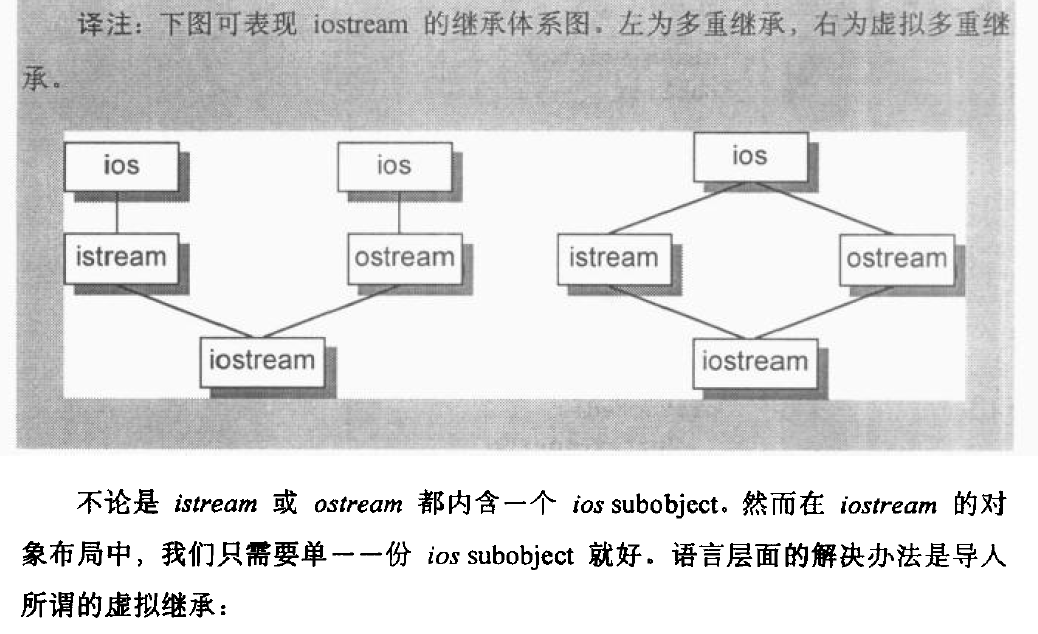 译注：下图可表现 iostream 的继承体系图。左为多重继承，右为虚拟多重继
承。
ios ios ios
istream ostream istream ostream
iostream iostream
不论是 istream 或 ostream 都内含一个 ios subobject。然而在 iostream 的对
象布局中，我们只需要单一一份 ios subobject 就好。语言层面的解决办法是导人
所谓的虚拟继承：